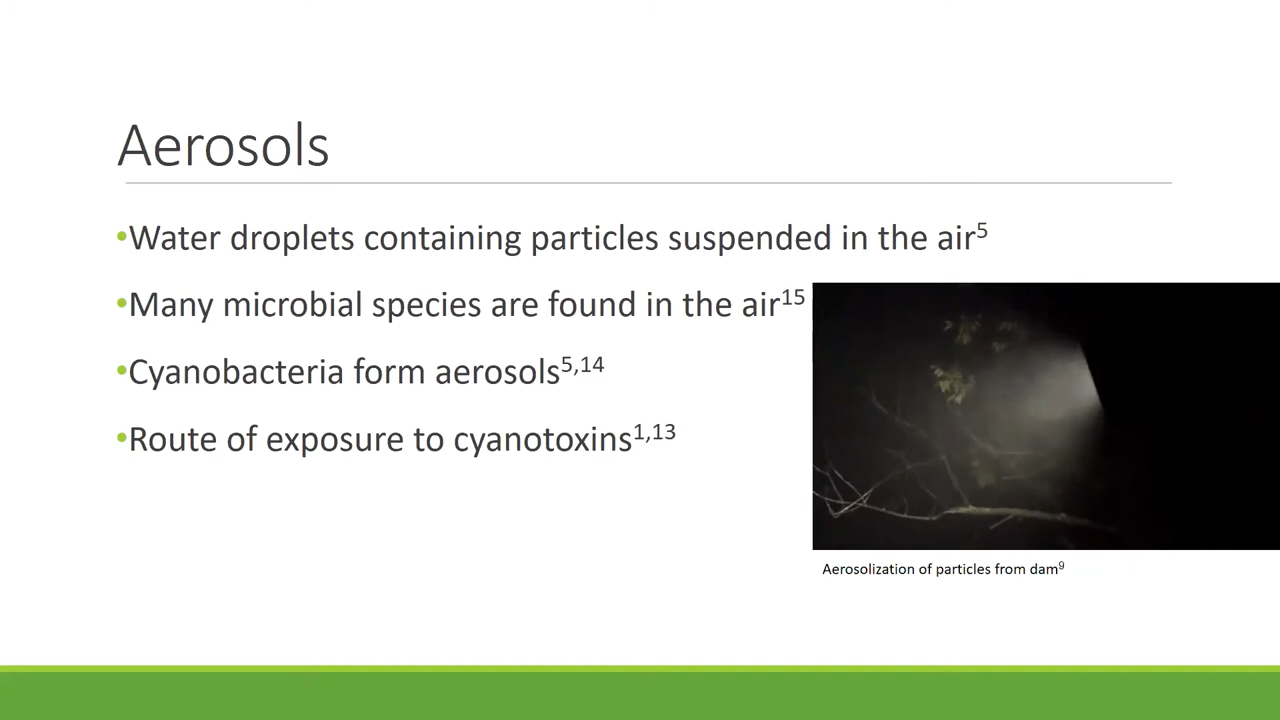 Aerosols
•Water droplets containing particles suspended in the air⁵
•Many microbial species are found in the air¹⁵
•Cyanobacteria form aerosols⁵,¹⁴
•Route of exposure to cyanotoxins¹,¹³
Aerosolization of particles from dam⁹